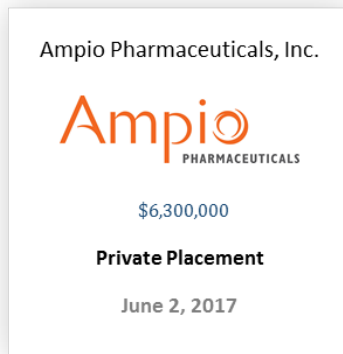 Ampio Pharmaceuticals, Inc.
Ampio
PHARMACEUTICALS
$6,300,000
Private Placement
June 2, 2017